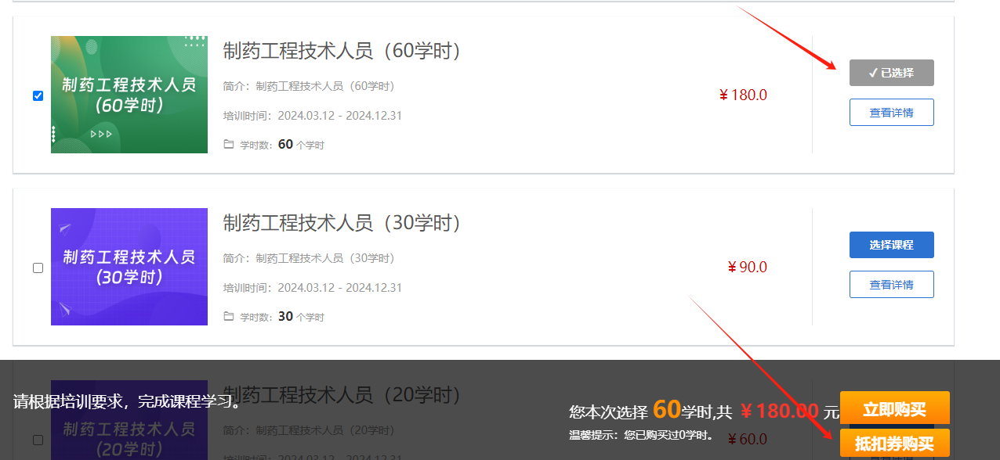 制药工程技术人员
(60学时)
制药工程技术人员（60学时）
简介：制药工程技术人员（60学时）
培训时间：2024.03.12 - 2024.12.31
学时数：60 个学时
¥ 180.0
✓已选择
查看详情
制药工程技术人员
(30学时)
制药工程技术人员（30学时）
简介：制药工程技术人员（30学时）
培训时间：2024.03.12 - 2024.12.31
学时数：30 个学时
¥ 90.0
选择课程
查看详情
制药工程技术人员
(20学时)
制药工程技术人员（20学时）
简介：制药工程技术人员（20学时）
培训时间：2024.03.12 - 2024.12.31
¥ 60.0
请根据培训要求，完成课程学习。
您本次选择 60学时,共 ¥ 180.00 元
温馨提示：您已购买过0学时。
立即购买
抵扣券购买